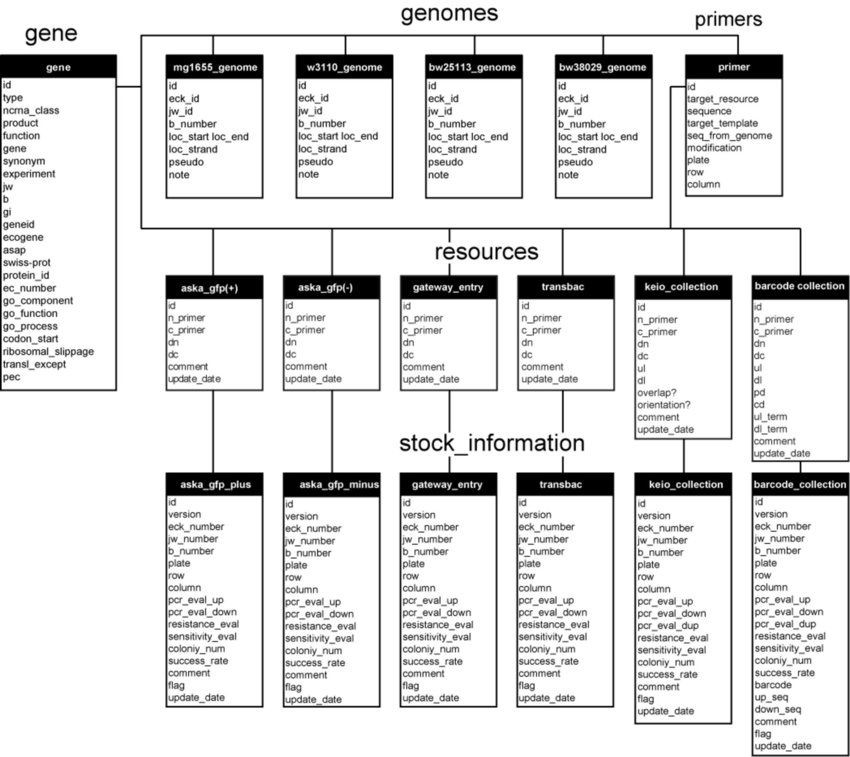 gene
genomes
primers
gene
id
type
ncrna_class
product
function
gene
synonym
experiment
jw
b
gi
geneid
ecogene
asap
swiss-prot
protein_id
ec_number
go_component
go_function
go_process
codon_start
ribosomal_slippage
transl_except
pec
mg1655_genome
id
eck_id
jw_id
b_number
loc_start loc_end
loc_strand
pseudo
note
w3110_genome
id
eck_id
jw_id
b_number
loc_start loc_end
loc_strand
pseudo
note
bw25113_genome
id
eck_id
jw_id
b_number
loc_start loc_end
loc_strand
pseudo
note
bw38029_genome
id
eck_id
jw_id
b_number
loc_start loc_end
loc_strand
pseudo
note
primer
id
target_resource
sequence
target_template
seq_from_genome
modification
plate
row
column
resources
aska_gfp(+)
id
n_primer
c_primer
dn
dc
comment
update_date
aska_gfp(-)
id
n_primer
c_primer
dn
dc
comment
update_date
gateway_entry
id
n_primer
c_primer
dn
dc
comment
update_date
transbac
id
n_primer
c_primer
dn
dc
comment
update_date
keio_collection
id
n_primer
c_primer
dn
dc
ul
dl
overlap?
orientation?
comment
update_date
barcode collection
id
n_primer
c_primer
dn
dc
ul
dl
pd
cd
ul_term
dl_term
comment
update_date
stock_information
aska_gfp_plus
id
version
eck_number
jw_number
b_number
plate
row
column
pcr_eval_up
pcr_eval_down
resistance_eval
sensitivity_eval
coloniy_num
success_rate
comment
flag
update_date
aska_gfp_minus
id
version
eck_number
jw_number
b_number
plate
row
column
pcr_eval_up
pcr_eval_down
resistance_eval
sensitivity_eval
coloniy_num
success_rate
comment
flag
update_date
gateway_entry
id
version
eck_number
jw_number
b_number
plate
row
column
pcr_eval_up
pcr_eval_down
resistance_eval
sensitivity_eval
coloniy_num
success_rate
comment
flag
update_date
transbac
id
version
eck_number
jw_number
b_number
plate
row
column
pcr_eval_up
pcr_eval_down
resistance_eval
sensitivity_eval
coloniy_num
success_rate
comment
flag
update_date
keio_collection
id
version
eck_number
jw_number
b_number
plate
row
column
pcr_eval_up
pcr_eval_down
pcr_eval_dup
resistance_eval
sensitivity_eval
coloniy_num
success_rate
comment
flag
update_date
barcode_collection
id
version
eck_number
jw_number
b_number
plate
row
column
pcr_eval_up
pcr_eval_down
pcr_eval_dup
resistance_eval
sensitivity_eval
coloniy_num
success_rate
barcode
up_seq
down_seq
comment
flag
update_date